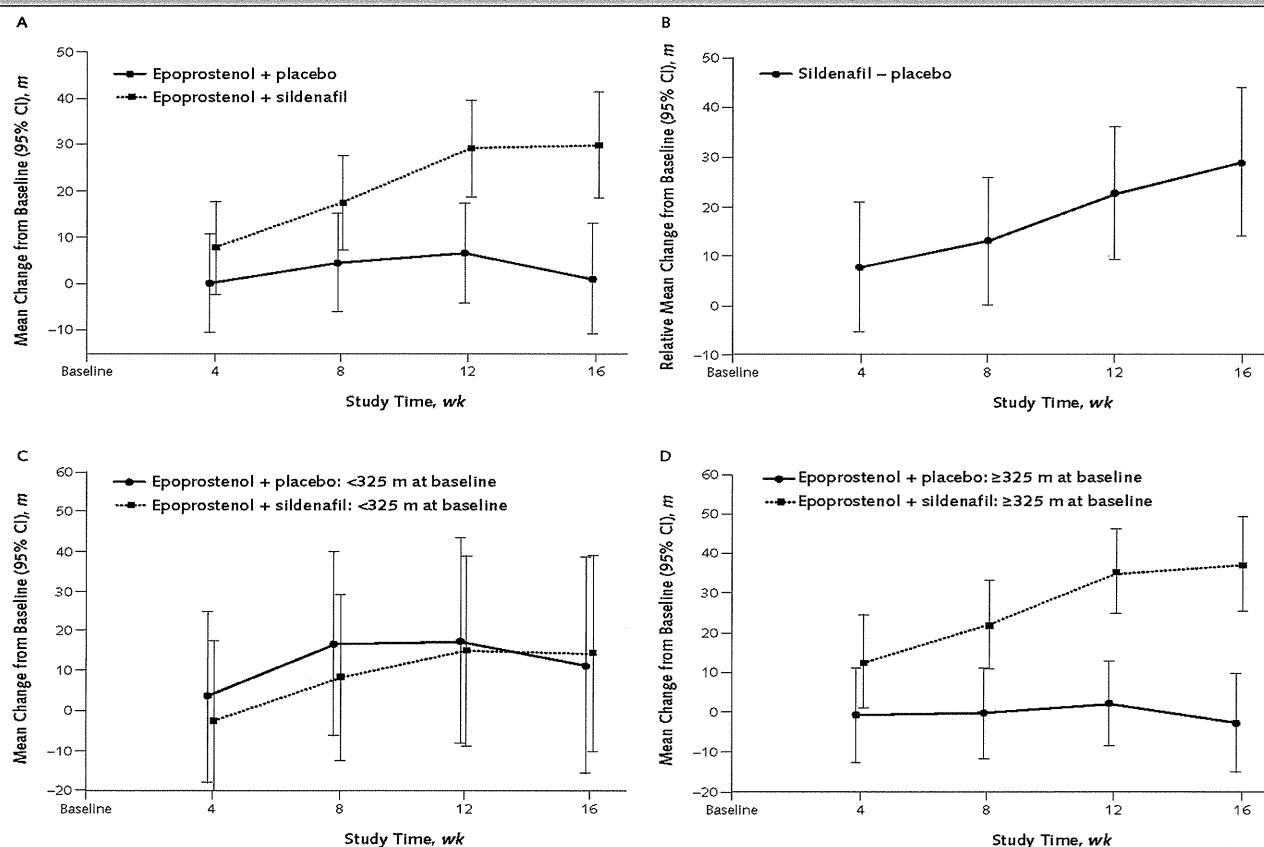 A
Mean Change from Baseline (95% CI), m
50
40
30
20
10
0
–10
Epoprostenol + placebo
Epoprostenol + sildenafil
Baseline
4
8
12
16
Study Time, wk
B
Relative Mean Change from Baseline (95% CI), m
50
40
30
20
10
0
–10
Sildenafil – placebo
Baseline
4
8
12
16
Study Time, wk
C
Mean Change from Baseline (95% CI), m
60
50
40
30
20
10
0
–10
–20
Epoprostenol + placebo: <325 m at baseline
Epoprostenol + sildenafil: <325 m at baseline
Baseline
4
8
12
16
Study Time, wk
D
Mean Change from Baseline (95% CI), m
60
50
40
30
20
10
0
–10
–20
Epoprostenol + placebo: ≥325 m at baseline
Epoprostenol + sildenafil: ≥325 m at baseline
Baseline
4
8
12
16
Study Time, wk